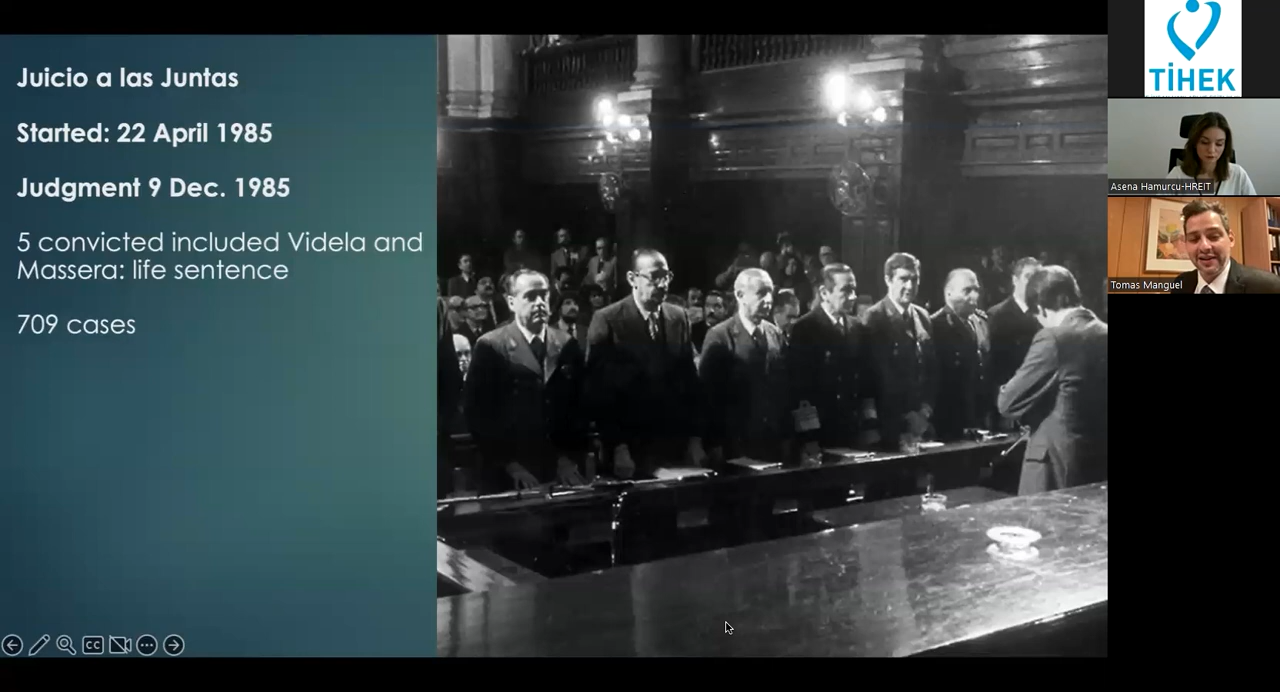 Juicio a las Juntas
Started: 22 April 1985
Judgment 9 Dec. 1985
5 convicted included Videla and
Massera: life sentence
709 cases
CC
TİHEK
Asena Hamurcu-HREIT
Tomas Manguel